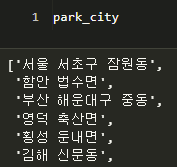 1 park_city
['서울 서초구 잠원동',
'함안 법수면',
'부산 해운대구 중동',
'영덕 축산면',
'횡성 둔내면',
'김해 신문동',